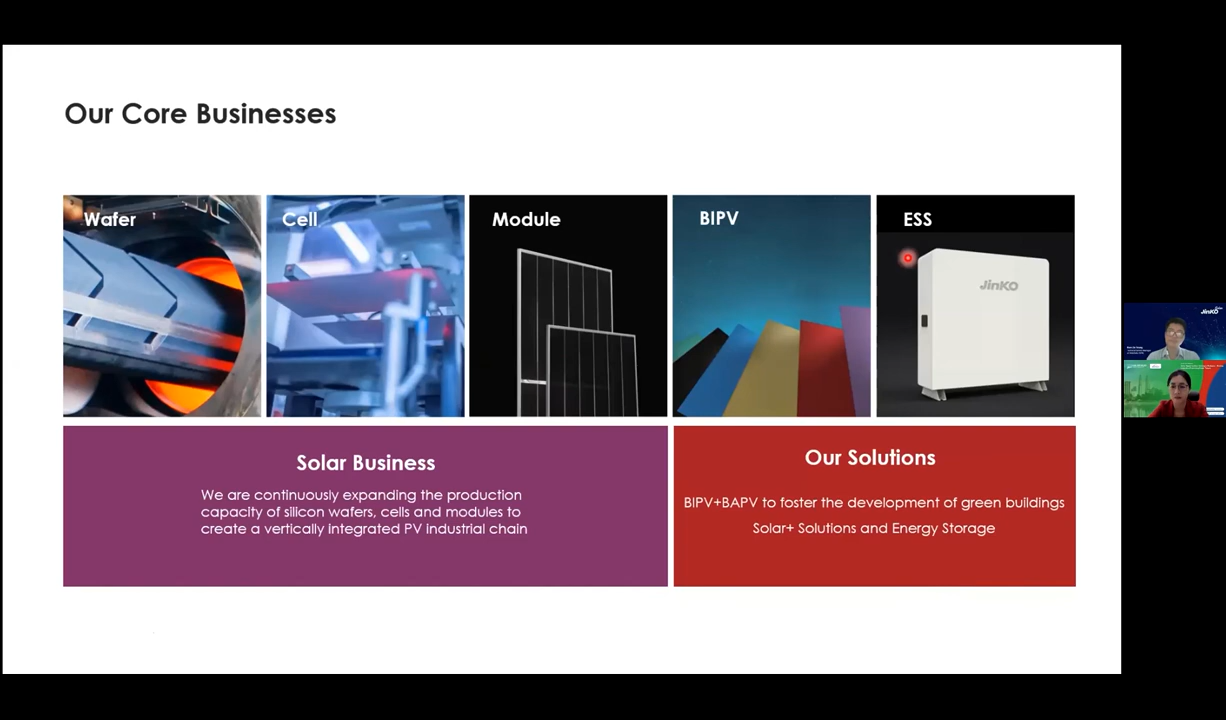 Our Core Businesses
Wafer
Cell
Module
BIPV
ESS
JinKO
Solar Business
We are continuously expanding the production
capacity of silicon wafers, cells and modules to
create a vertically integrated PV industrial chain
Our Solutions
BIPV+BAPV to foster the development of green buildings
Solar+ Solutions and Energy Storage
JinKO